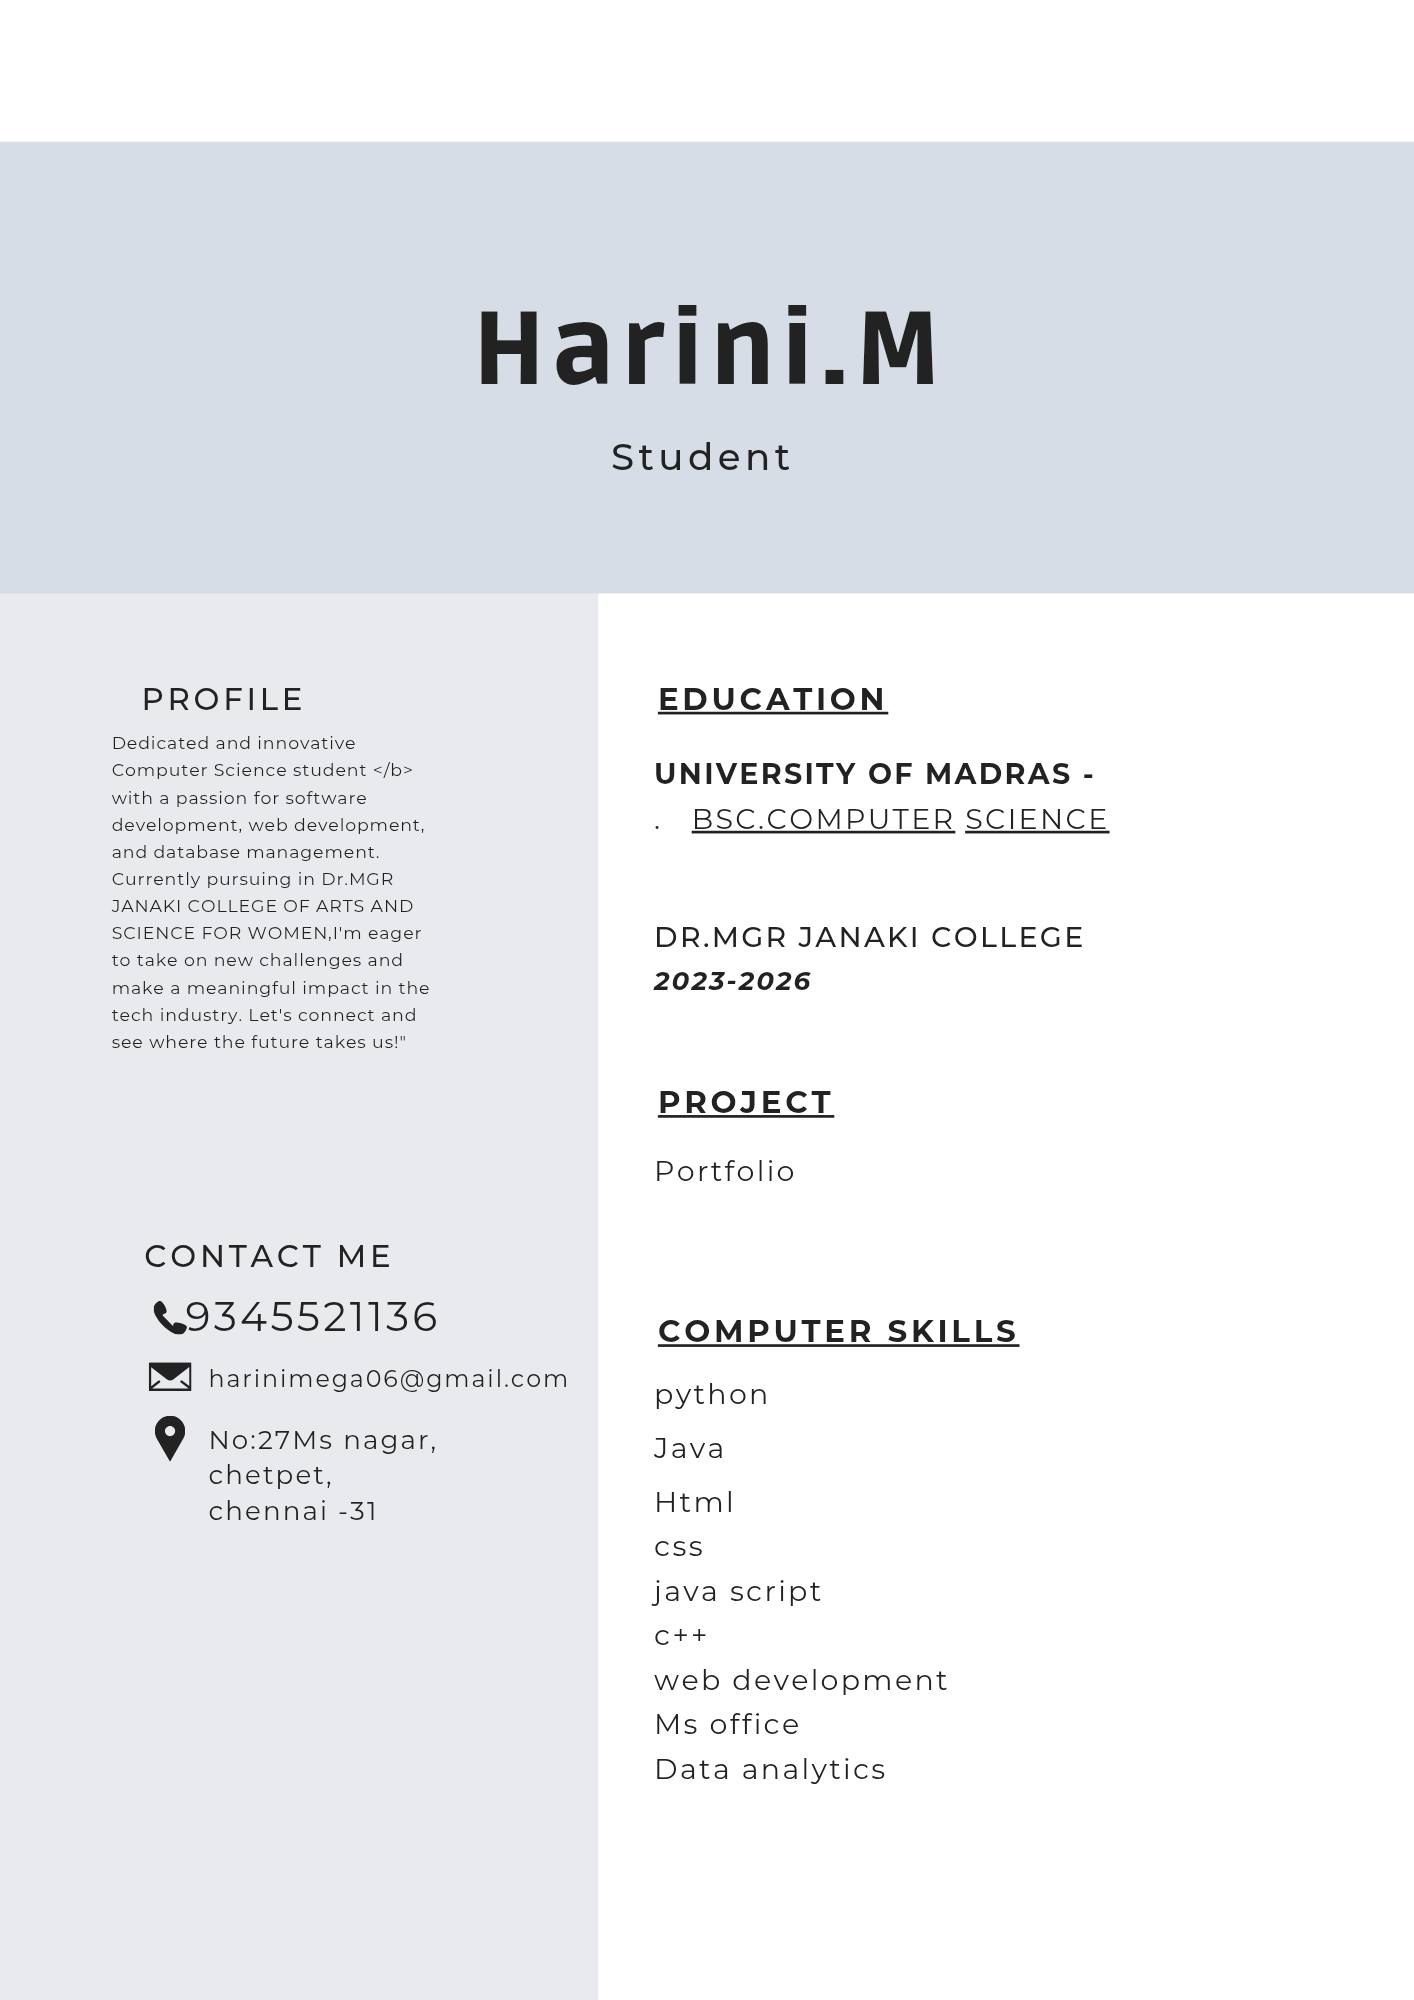 Harini.M
Student
PROFILE
Dedicated and innovative
Computer Science student </b>
with a passion for software
development, web development,
and database management.
Currently pursuing in Dr.MGR
JANAKI COLLEGE OF ARTS AND
SCIENCE FOR WOMEN,I'm eager
to take on new challenges and
make a meaningful impact in the
tech industry. Let's connect and
see where the future takes us!"
CONTACT ME
9345521136
harinimega06@gmail.com
No:27Ms nagar,
chetpet,
chennai -31
EDUCATION
UNIVERSITY OF MADRAS -
. BSC.COMPUTER SCIENCE
DR.MGR JANAKI COLLEGE
2023-2026
PROJECT
Portfolio
COMPUTER SKILLS
python
Java
Html
css
java script
c++
web development
Ms office
Data analytics